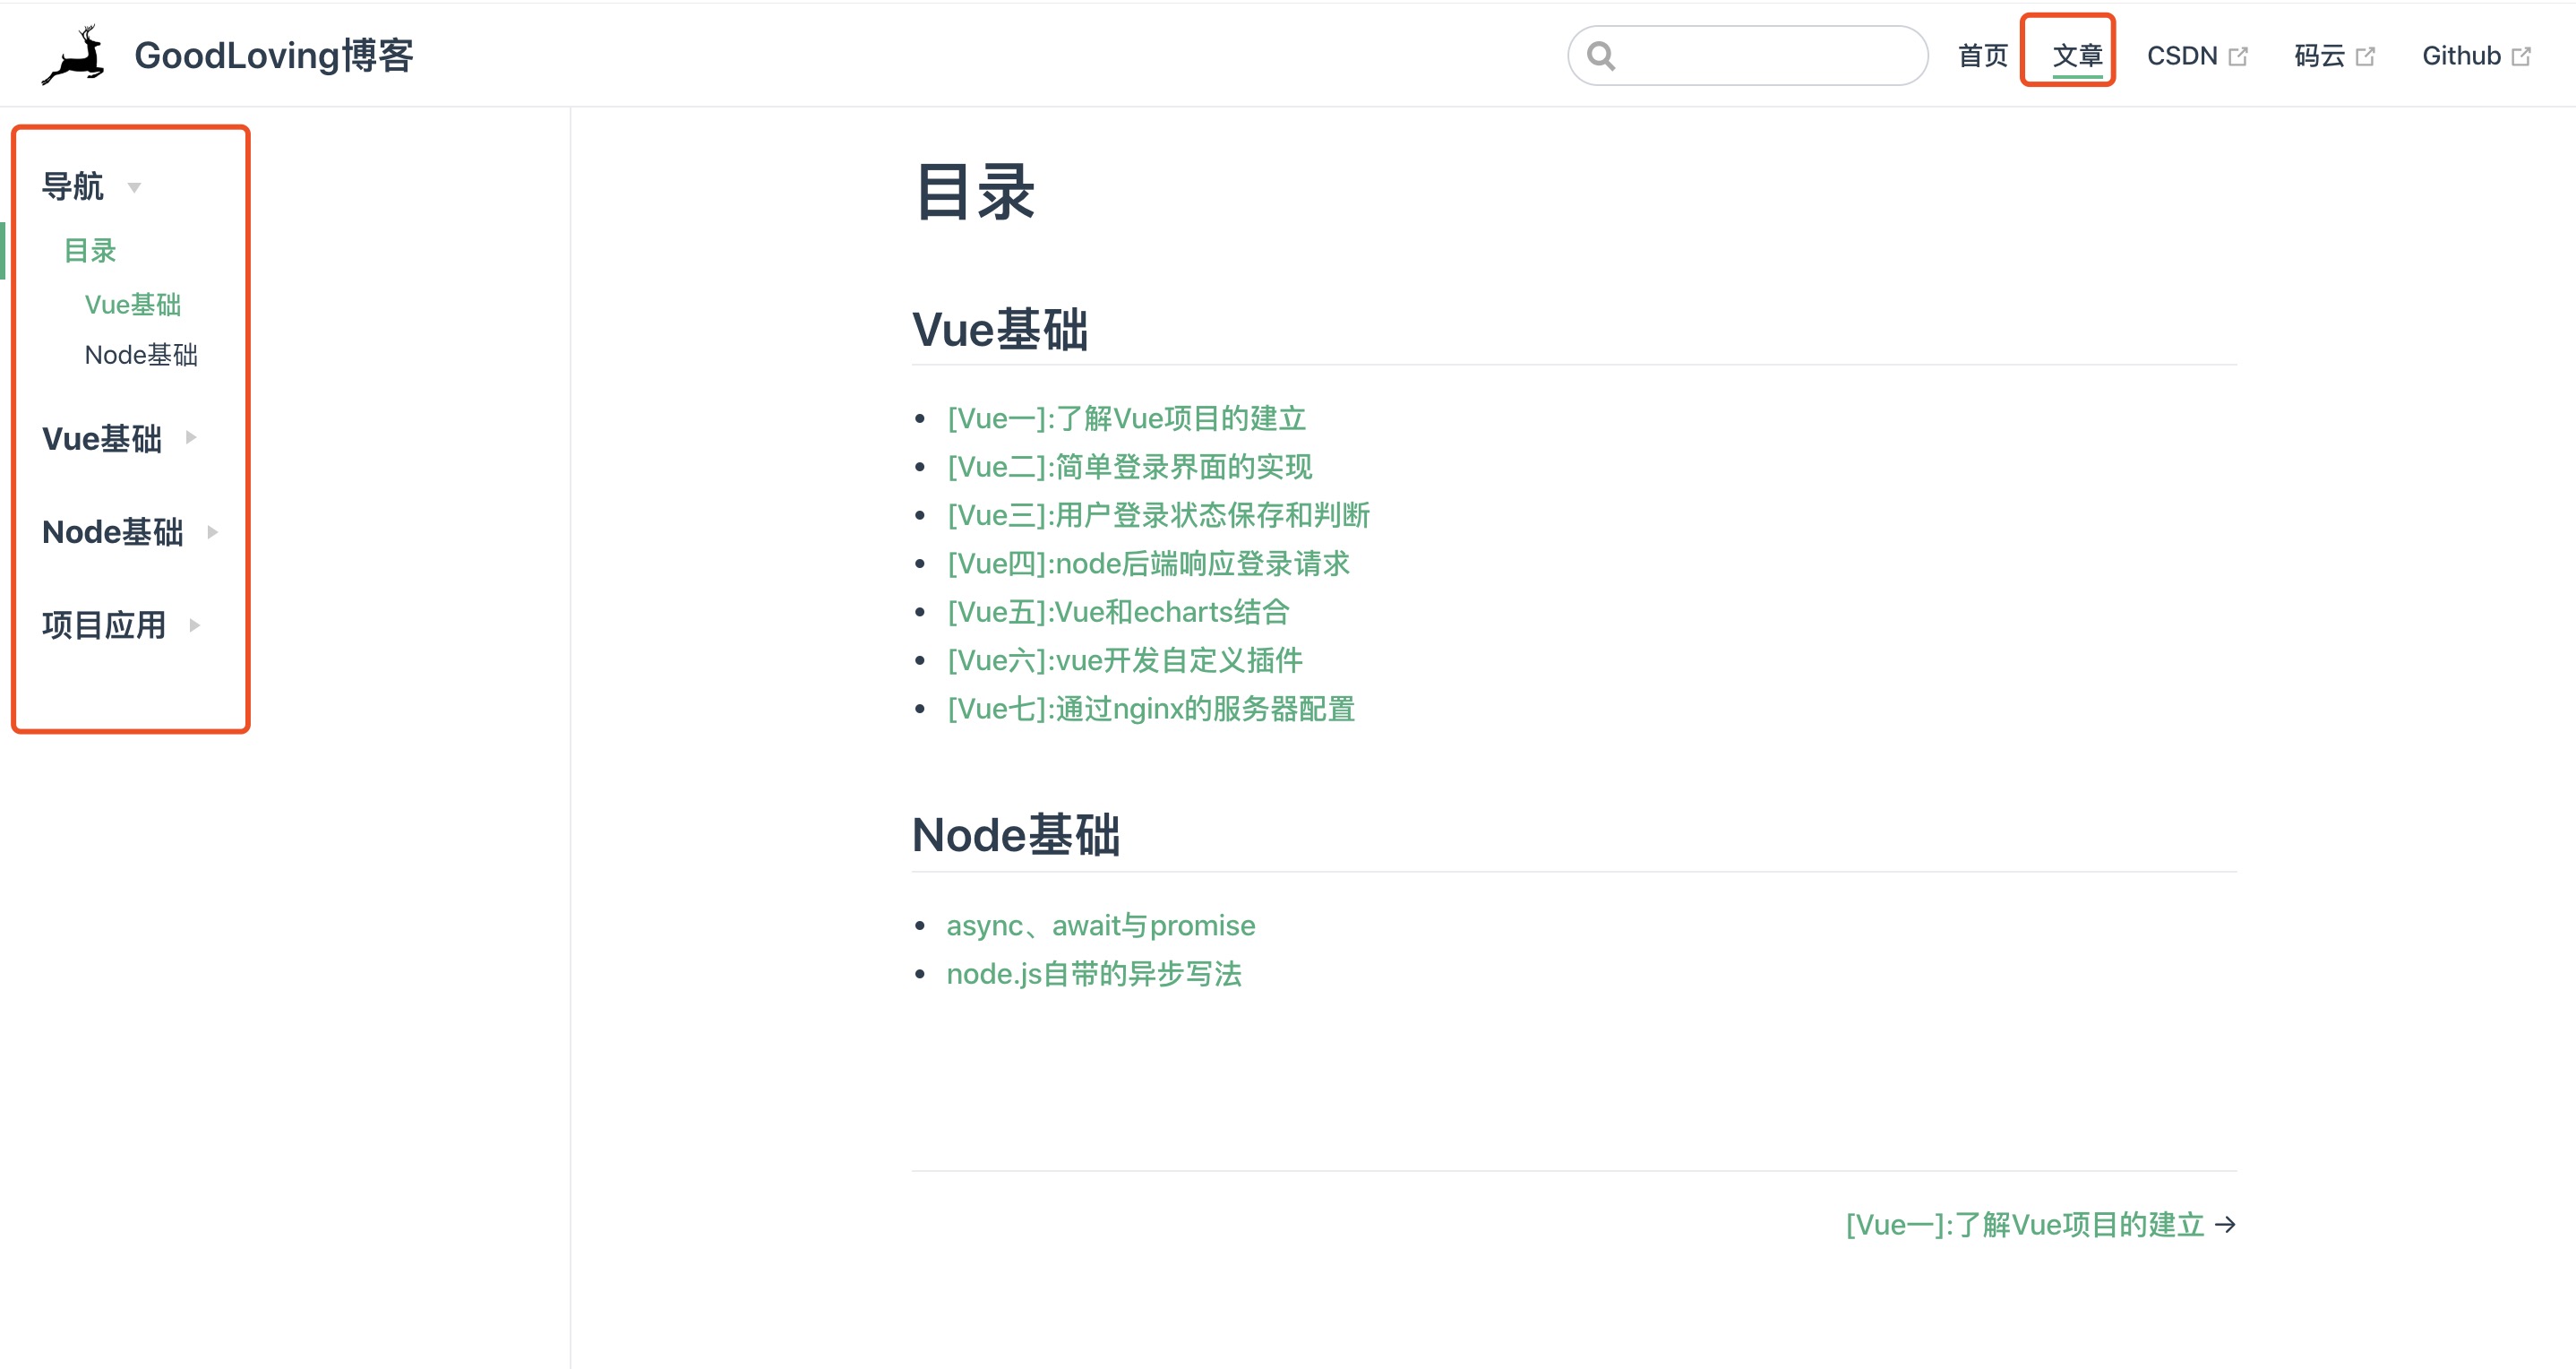 GoodLoving博客
首页 文章 CSDN 码云 Github
导航
目录
Vue基础
Node基础
Vue基础
Node基础
项目应用
目录
Vue基础
[Vue一]:了解Vue项目的建立
[Vue二]:简单登录界面的实现
[Vue三]:用户登录状态保存和判断
[Vue四]:node后端响应登录请求
[Vue五]:Vue和echarts结合
[Vue六]:vue开发自定义插件
[Vue七]:通过nginx的服务器配置
Node基础
async、await与promise
node.js自带的异步写法
[Vue一]:了解Vue项目的建立 →